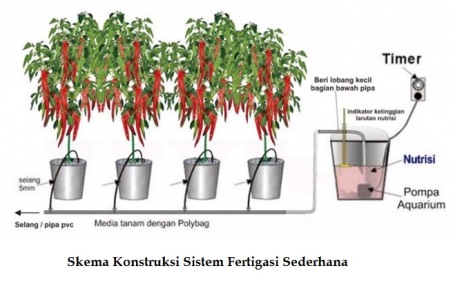 Timer
Beri lobang kecil
bagian bawah pipa
indikator ketinggian
larutan nutrisi
Nutrisi
Pompa
Aquarium
selang
5mm
Selang / pipa pvc
Media tanam dengan Polybag
Skema Konstruksi Sistem Fertigasi Sederhana